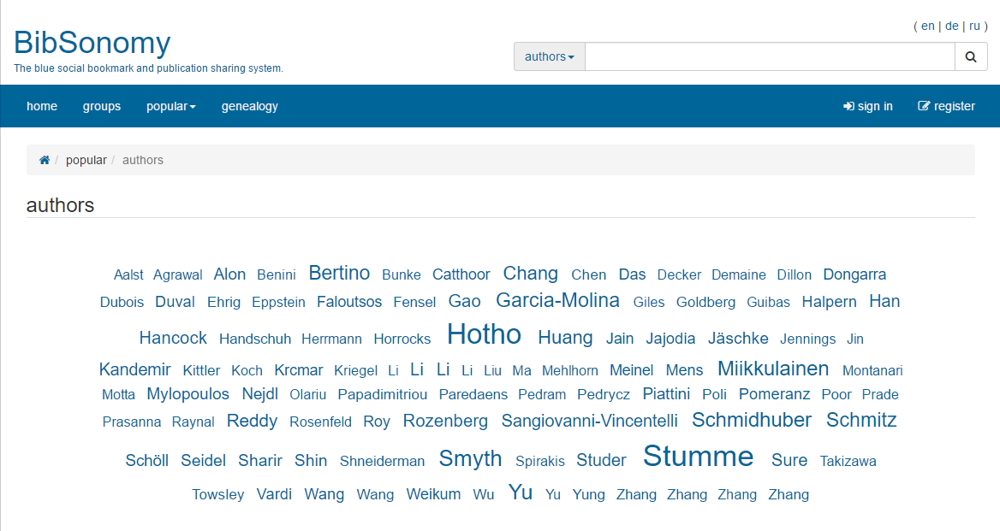 ( en | de | ru )
BibSonomy
The blue social bookmark and publication sharing system.
authors
home groups popular genealogy sign in register
/ popular / authors
authors
Aalst Agrawal Alon Benini Bertino Bunke Catthoor Chang Chen Das Decker Demaine Dillon Dongarra
Dubois Duval Ehrig Eppstein Faloutsos Fensel Gao Garcia-Molina Giles Goldberg Guibas Halpern Han
Hancock Handschuh Herrmann Horrocks Hotho Huang Jain Jajodia Jäschke Jennings Jin
Kandemir Kittler Koch Krcmar Kriegel Li Li Li Li Liu Ma Mehlhorn Meinel Mens Miikkulainen Montanari
Motta Mylopoulos Nejdl Olariu Papadimitriou Paredaens Pedram Pedrycz Piattini Poli Pomeranz Poor Prade
Prasanna Raynal Reddy Rosenfeld Roy Rozenberg Sangiovanni-Vincentelli Schmidhuber Schmitz
Schöll Seidel Sharir Shin Shneiderman Smyth Spirakis Studer Stumme Sure Takizawa
Towsley Vardi Wang Wang Weikum Wu Yu Yu Yung Zhang Zhang Zhang Zhang